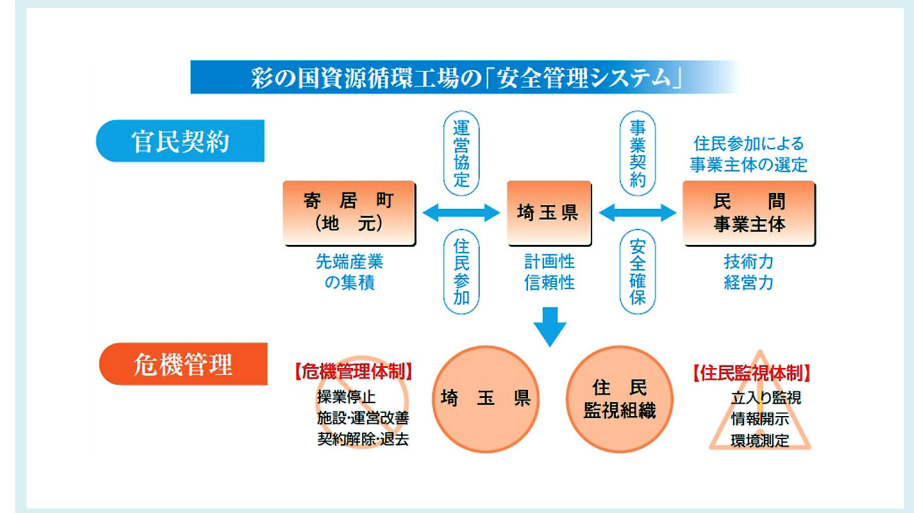 彩の国資源循環工場の「安全管理システム」
官民契約
運営協定
事業契約
住民参加による
事業主体の選定
寄居町
(地元)
埼玉県
民間
事業主体
住民参加
安全確保
先端産業
の集積
計画性
信頼性
技術力
経営力
危機管理
【危機管理体制】
操業停止
施設・運営改善
契約解除・退去
埼玉県
住民
監視組織
【住民監視体制】
立入り監視
情報開示
環境測定